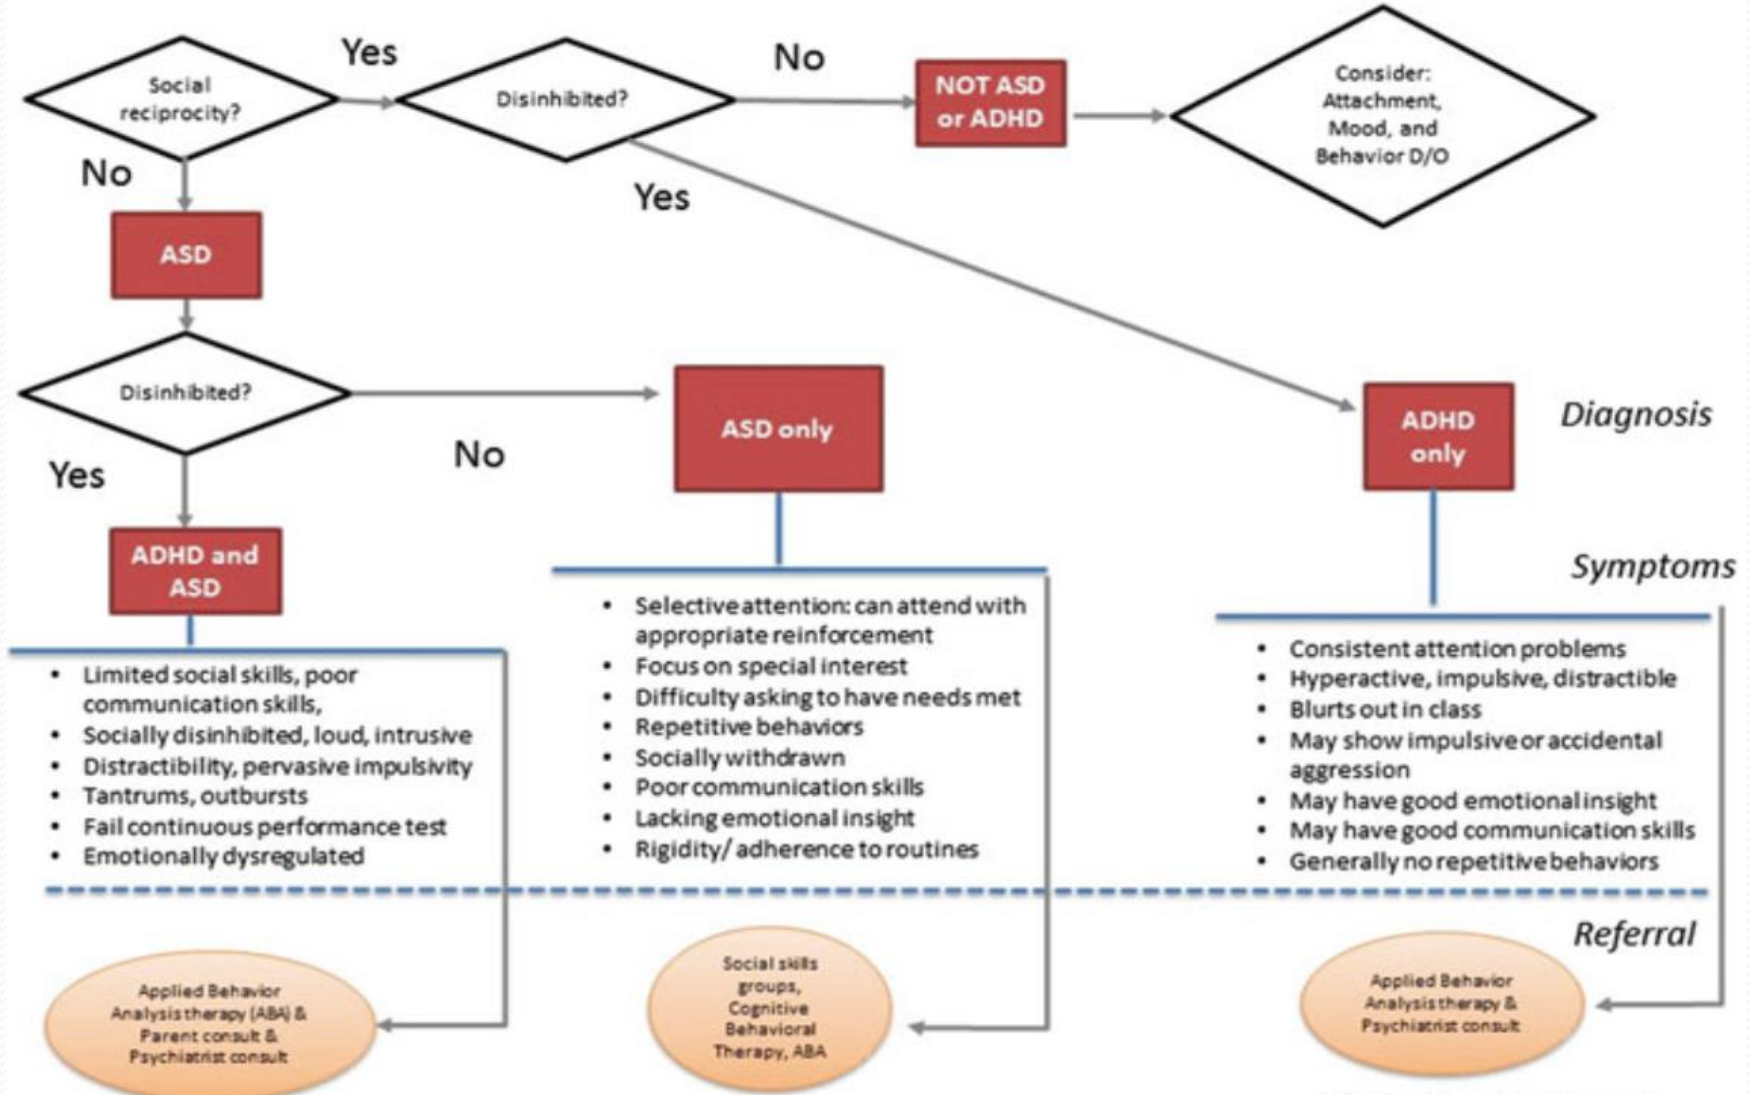 Social
reciprocity?
Yes
Disinhibited?
No
NOT ASD
or ADHD
Consider:
Attachment,
Mood, and
Behavior D/O
No
Yes
ASD
Disinhibited?
No
Yes
ASD only
ADHD
only
Diagnosis
ADHD and
ASD
Symptoms
• Limited social skills, poor
communication skills,
• Socially disinhibited, loud, intrusive
• Distractibility, pervasive impulsivity
• Tantrums, outbursts
• Fail continuous performance test
• Emotionally dysregulated
• Selective attention: can attend with
appropriate reinforcement
• Focus on special interest
• Difficulty asking to have needs met
• Repetitive behaviors
• Socially withdrawn
• Poor communication skills
• Lacking emotional insight
• Rigidity/ adherence to routines
• Consistent attention problems
• Hyperactive, impulsive, distractible
• Blurts out in class
• May show impulsive or accidental
aggression
• May have good emotional insight
• May have good communication skills
• Generally no repetitive behaviors
Referral
Applied Behavior
Analysis therapy (ABA) &
Parent consult &
Psychiatrist consult
Social skills
groups,
Cognitive
Behavioral
Therapy, ABA
Applied Behavior
Analysis therapy &
Psychiatrist consult